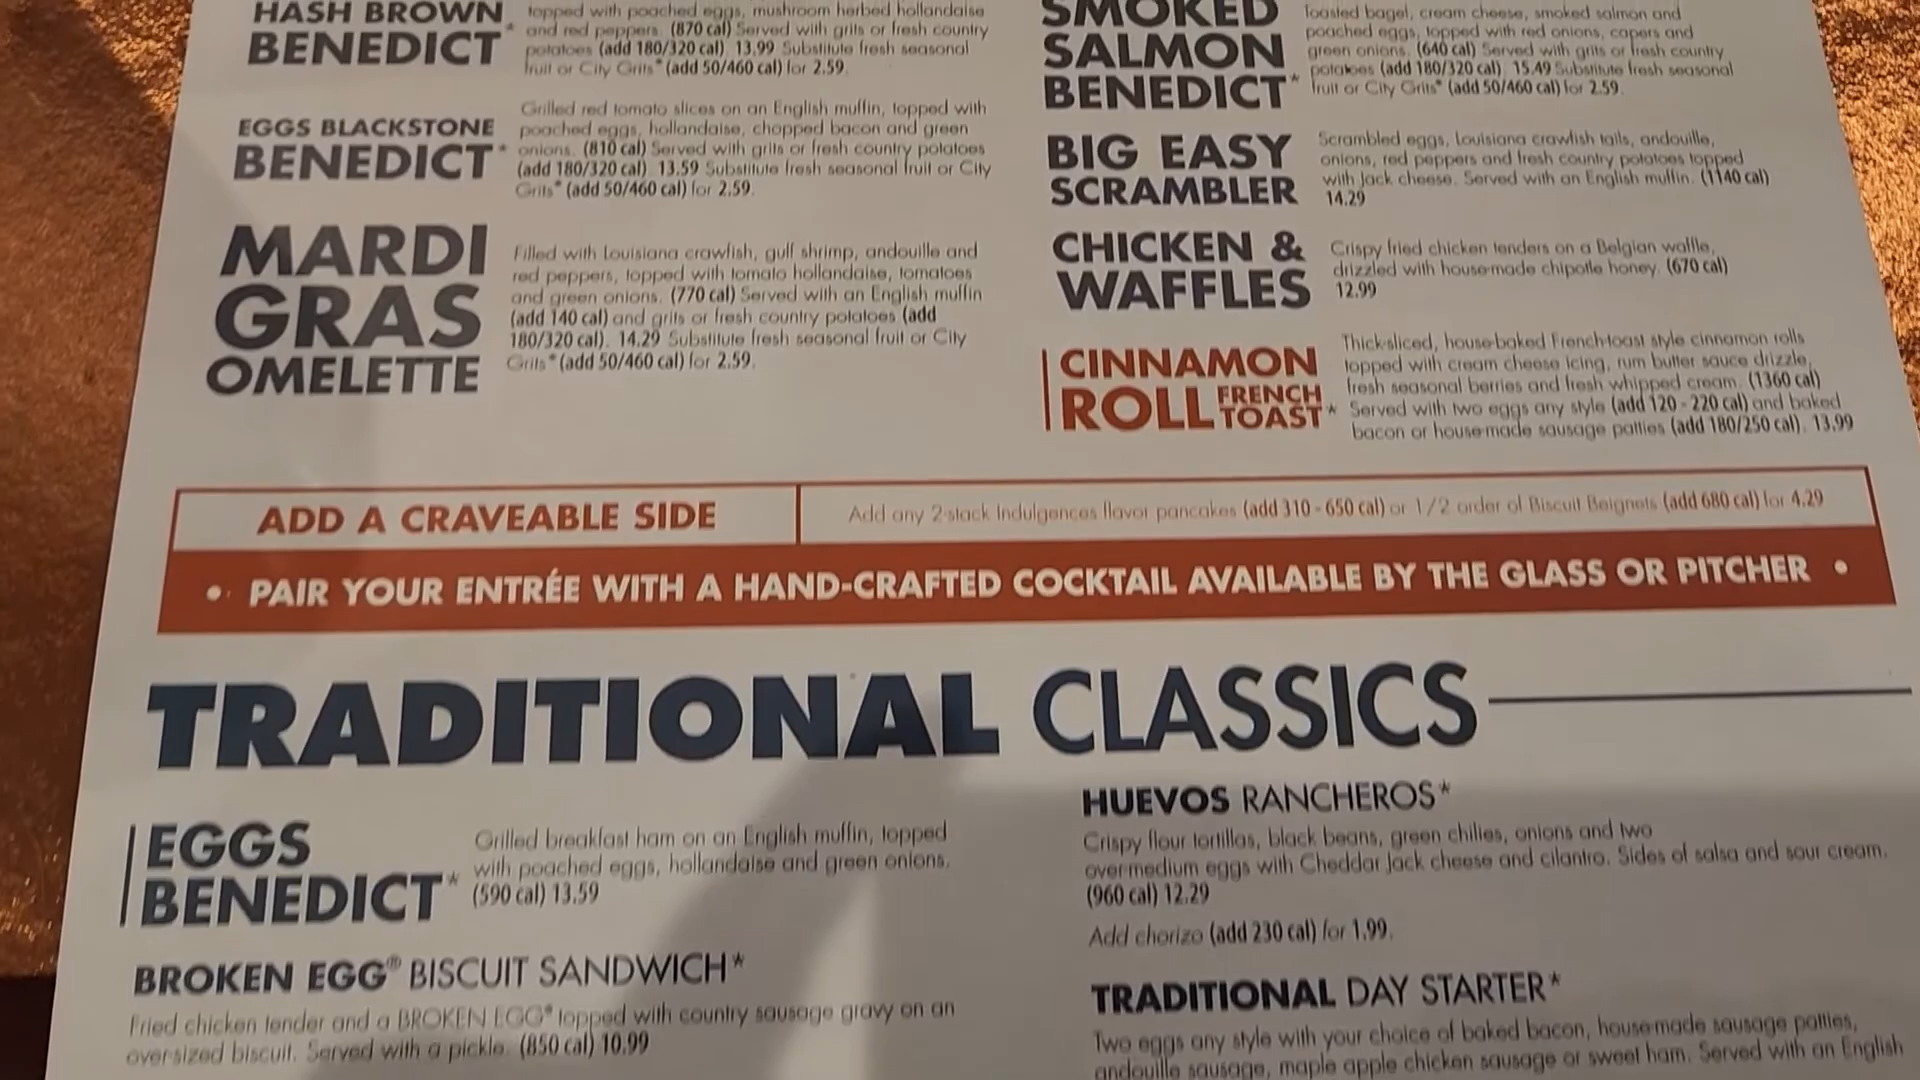 HASH BROWN
BENEDICT*
topped with poached eggs, mushroom herbed hollandaise
and red peppers. (870 cal) Served with grits or fresh country
potatoes (add 180/320 cal). 13.99 Substitute fresh seasonal
fruit or City Grits® (add 50/460 cal) for 2.59.
EGGS BLACKSTONE
BENEDICT*
Grilled red tomato slices on an English muffin, topped with
poached eggs, hollandaise, chopped bacon and green
onions. (810 cal) Served with grits or fresh country potatoes
(add 180/320 cal). 13.59 Substitute fresh seasonal fruit or City
Grits® (add 50/460 cal) for 2.59.
MARDI
GRAS
OMELETTE
Filled with Louisiana crawfish, gulf shrimp, andouille and
red peppers, topped with tomato hollandaise, tomatoes
and green onions. (770 cal) Served with an English muffin
(add 140 cal) and grits or fresh country potatoes (add
180/320 cal). 14.29 Substitute fresh seasonal fruit or City
Grits® (add 50/460 cal) for 2.59.
SMOKED
SALMON
BENEDICT*
Toasted bagel, cream cheese, smoked salmon and
poached eggs, topped with red onions, capers and
green onions. (640 cal) Served with grits or fresh country
potatoes (add 180/320 cal). 15.49 Substitute fresh seasonal
fruit or City Grits® (add 50/460 cal) for 2.59.
BIG EASY
SCRAMBLER
Scrambled eggs, Louisiana crawfish tails, andouille,
onions, red peppers and fresh country potatoes topped
with Jack cheese. Served with an English muffin. (1140 cal)
14.29
CHICKEN &
WAFFLES
Crispy fried chicken tenders on a Belgian waffle,
drizzled with house-made chipotle honey. (670 cal)
12.99
CINNAMON
ROLL FRENCH TOAST*
Thick-sliced, house-baked French-toast style cinnamon rolls
topped with cream cheese icing, rum butter sauce drizzle,
fresh seasonal berries and fresh whipped cream. (1360 cal)
Served with two eggs any style (add 120 - 220 cal) and baked
bacon or house-made sausage patties (add 180/250 cal). 13.99
ADD A CRAVEABLE SIDE
Add any 2-stack Indulgences flavor pancakes (add 310 - 650 cal) or 1/2 order of Biscuit Beignets (add 680 cal) for 4.29
• PAIR YOUR ENTRÉE WITH A HAND-CRAFTED COCKTAIL AVAILABLE BY THE GLASS OR PITCHER •
TRADITIONAL CLASSICS
EGGS
BENEDICT*
Grilled breakfast ham on an English muffin, topped
with poached eggs, hollandaise and green onions.
(590 cal) 13.59
BROKEN EGG® BISCUIT SANDWICH*
Fried chicken tender and a BROKEN EGG® topped with country sausage gravy on an
oversized biscuit. Served with a pickle. (850 cal) 10.99
HUEVOS RANCHEROS*
Crispy flour tortillas, black beans, green chilies, onions and two
over-medium eggs with Cheddar Jack cheese and cilantro. Sides of salsa and sour cream.
(960 cal) 12.29
Add chorizo (add 230 cal) for 1.99.
TRADITIONAL DAY STARTER*
Two eggs any style with your choice of baked bacon, house-made sausage patties,
andouille sausage, maple apple chicken sausage or sweet ham. Served with an English